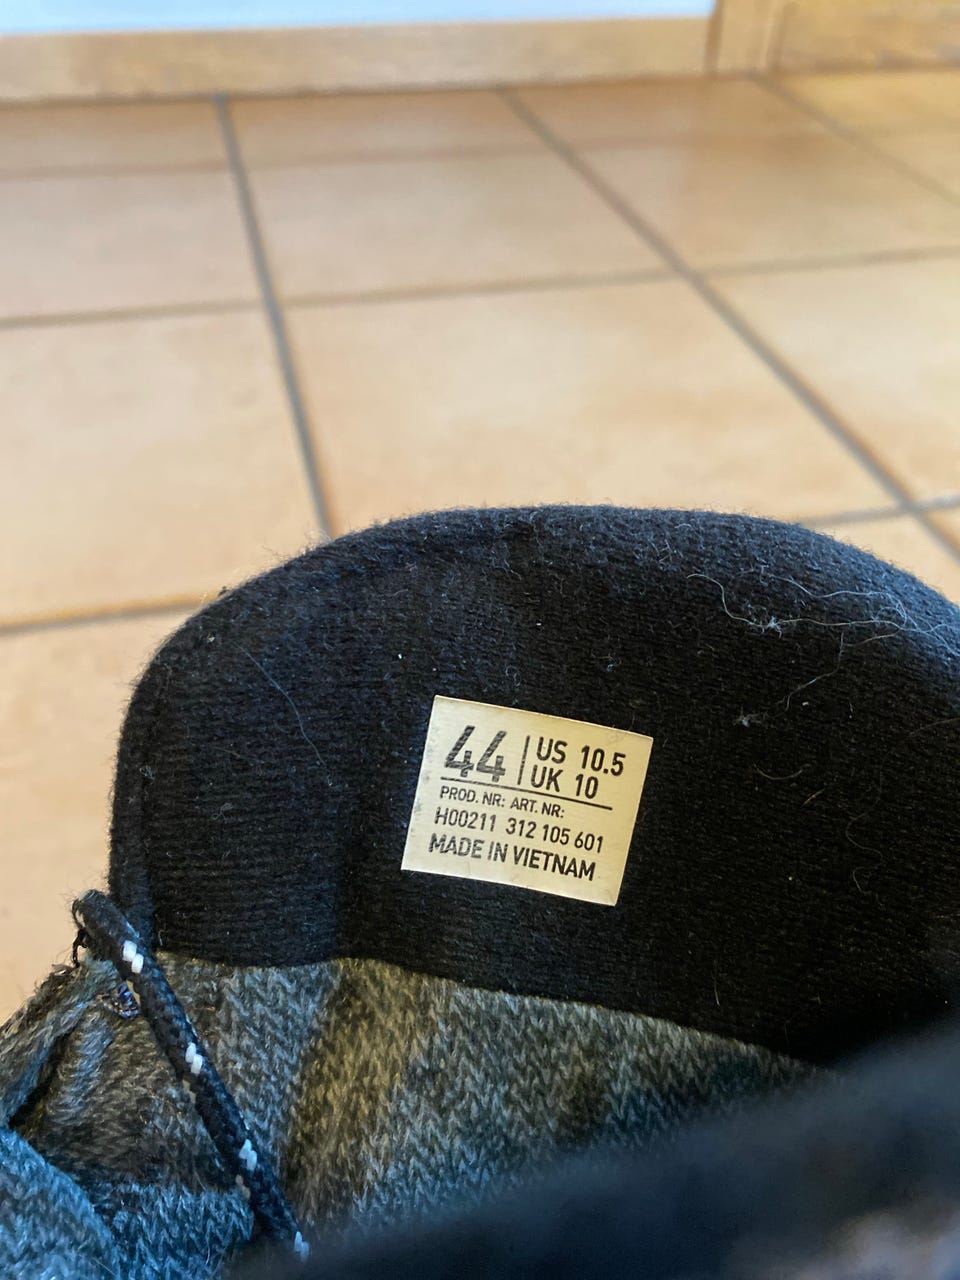 44 US 10.5
UK 10
PROD. NR: ART. NR:
H00211 312 105 601
MADE IN VIETNAM